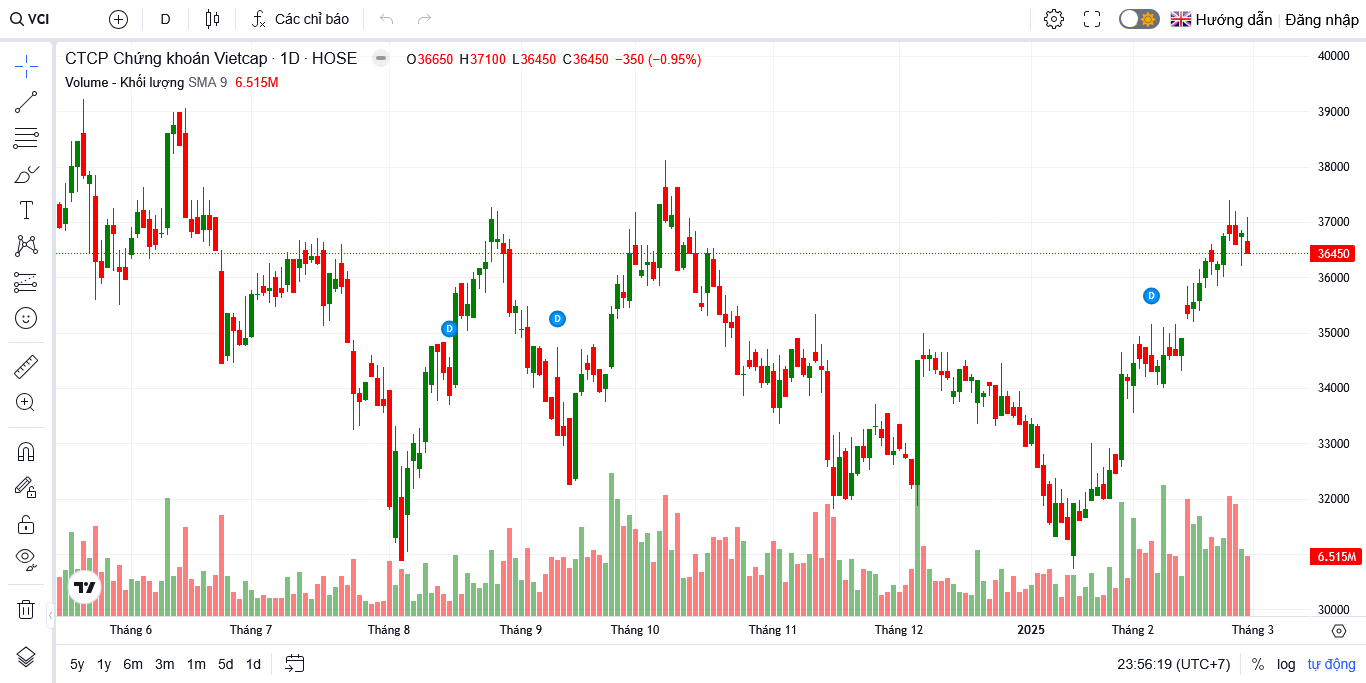 VCI D Các chỉ báo Hướng dẫn Đăng nhập
CTCP Chứng khoán Vietcap · 1D · HOSE O36650 H37100 L36450 C36450 −350 (−0.95%)
Volume - Khối lượng SMA 9 6.515M
40000
39000
38000
37000
36450
36000
35000
34000
33000
32000
6.515M
30000
D
D
D
Tháng 6 Tháng 7 Tháng 8 Tháng 9 Tháng 10 Tháng 11 Tháng 12 2025 Tháng 2 Tháng 3
5y 1y 6m 3m 1m 5d 1d 23:56:19 (UTC+7) % log tự động